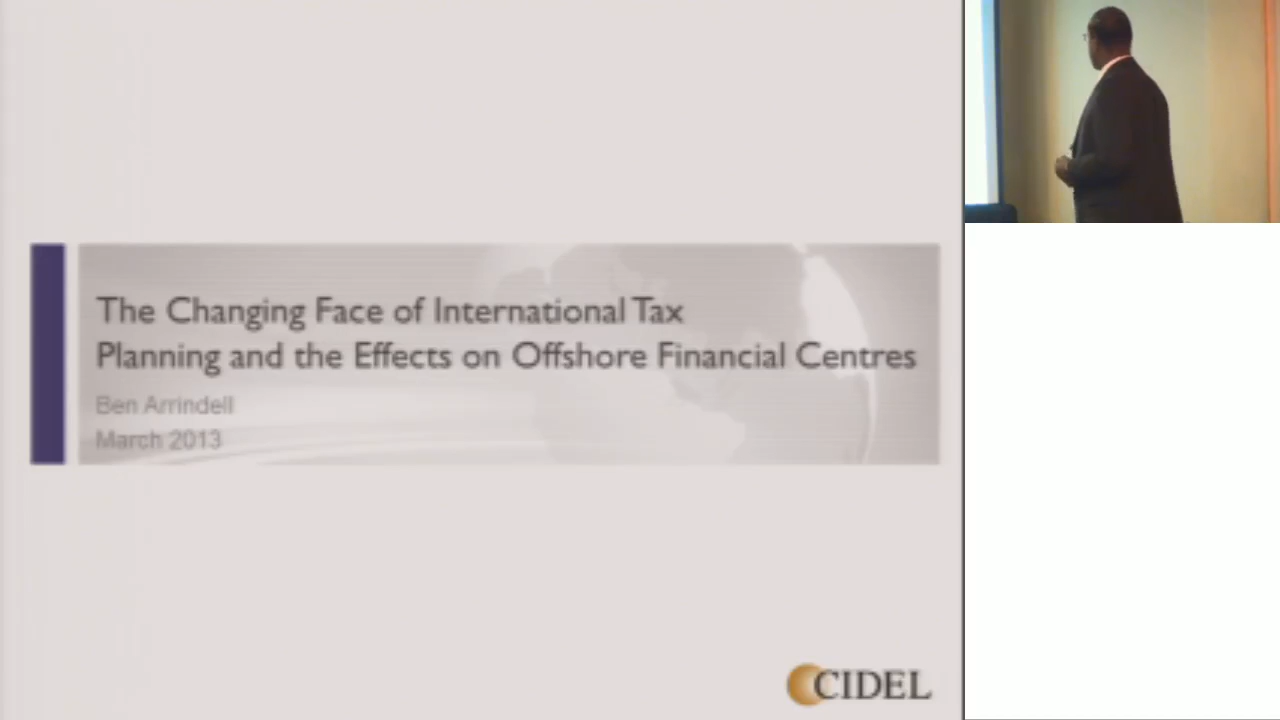 The Changing Face of International Tax
Planning and the Effects on Offshore Financial Centres
Ben Arrindell
March 2013
CIDEL